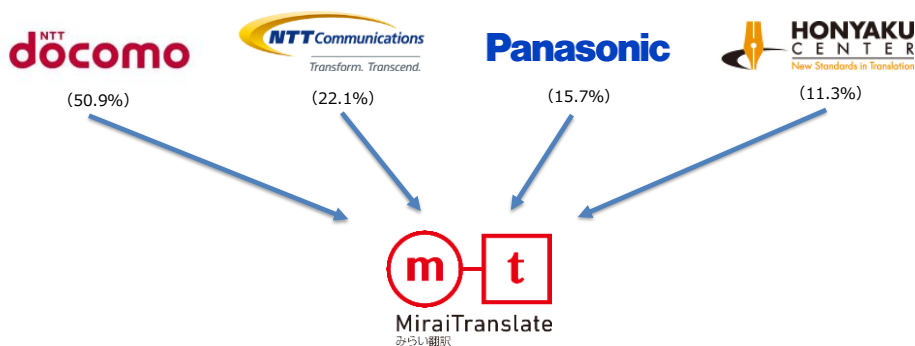 NTT
docomo
NTT Communications
Transform. Transcend.
Panasonic
HONYAKU
CENTER
New Standards in Translation
（50.9%）
（22.1%）
（15.7%）
（11.3%）
m t
MiraiTranslate
みらい翻訳